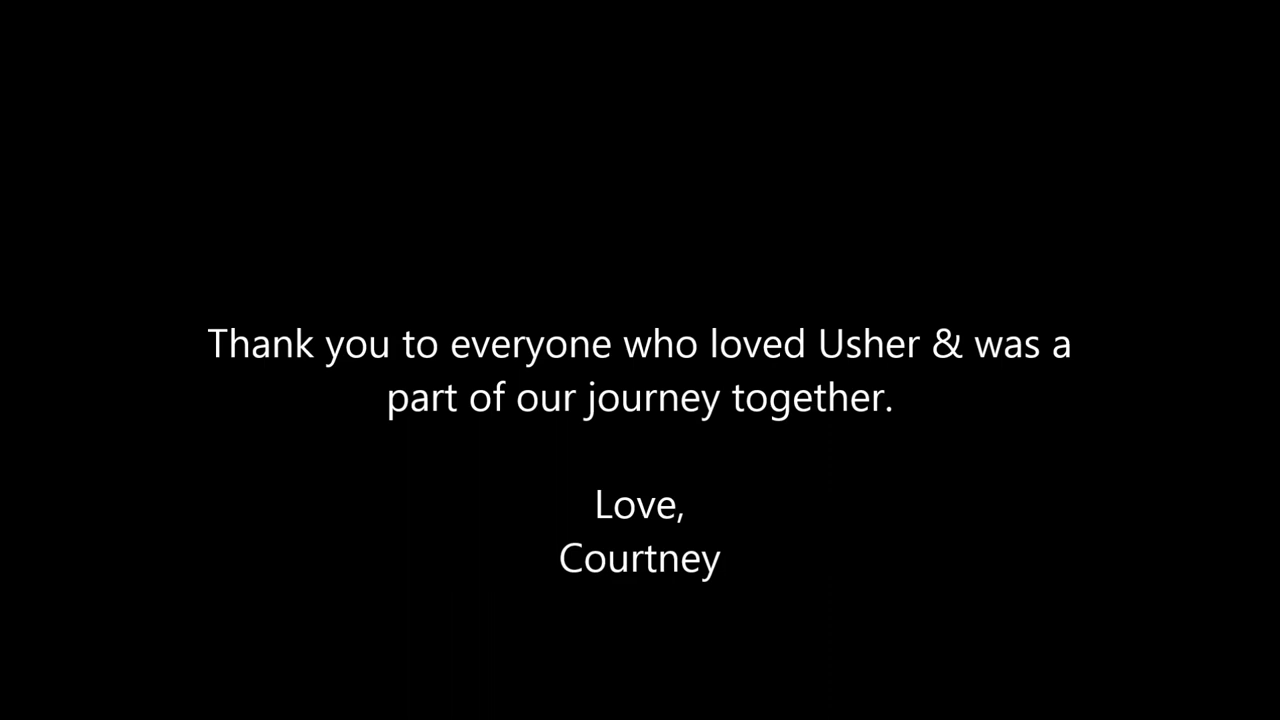 Thank you to everyone who loved Usher & was a
part of our journey together.
Love,
Courtney